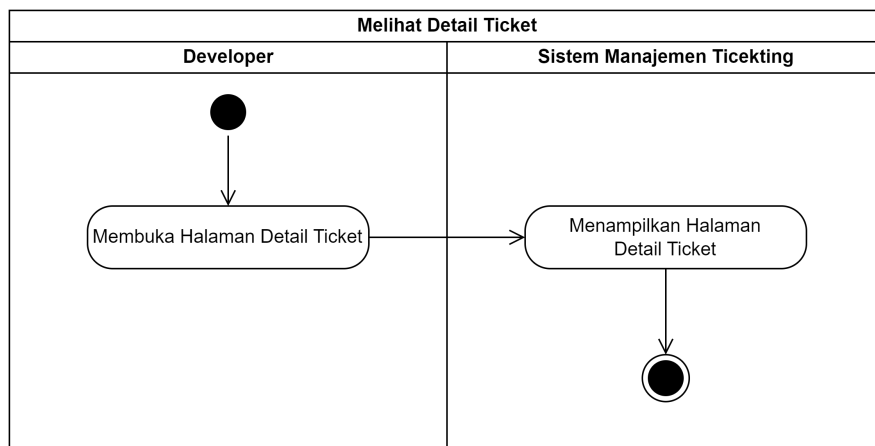 Melihat Detail Ticket
Developer
Sistem Manajemen Ticekting
Membuka Halaman Detail Ticket
Menampilkan Halaman
Detail Ticket